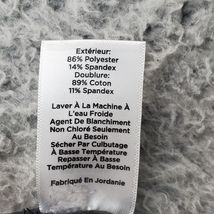 Extérieur:
86% Polyester
14% Spandex
Doublure:
89% Coton
11% Spandex
Laver À La Machine À
L'eau Froide
Agent De Blanchiment
Non Chloré Seulement
Au Besoin
Sécher Par Culbutage
À Basse Température
Repasser À Basse
Température Au Besoin
Fabriqué En Jordanie